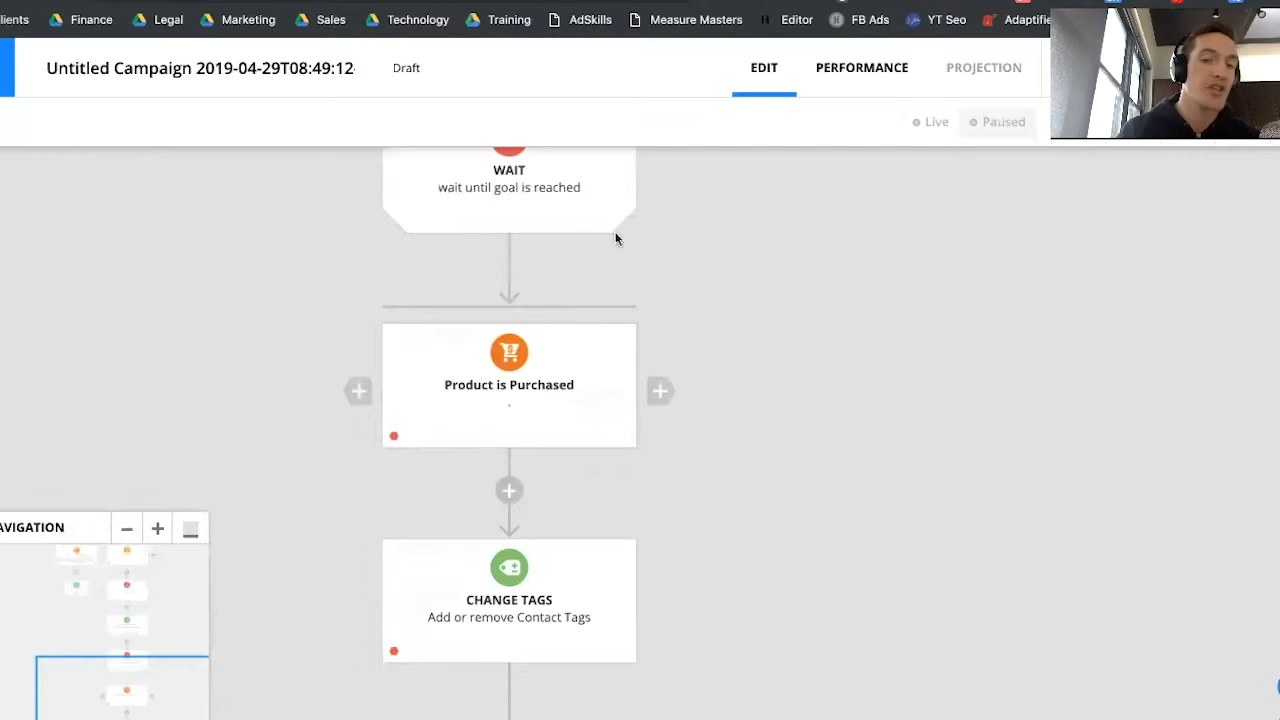 lients Finance Legal Marketing Sales Technology Training AdSkills Measure Masters Editor FB Ads YT Seo Adaptifie
Untitled Campaign 2019-04-29T08:49:12 Draft EDIT PERFORMANCE PROJECTION
Live Paused
WAIT
wait until goal is reached
Product is Purchased
.
AVIGATION
CHANGE TAGS
Add or remove Contact Tags